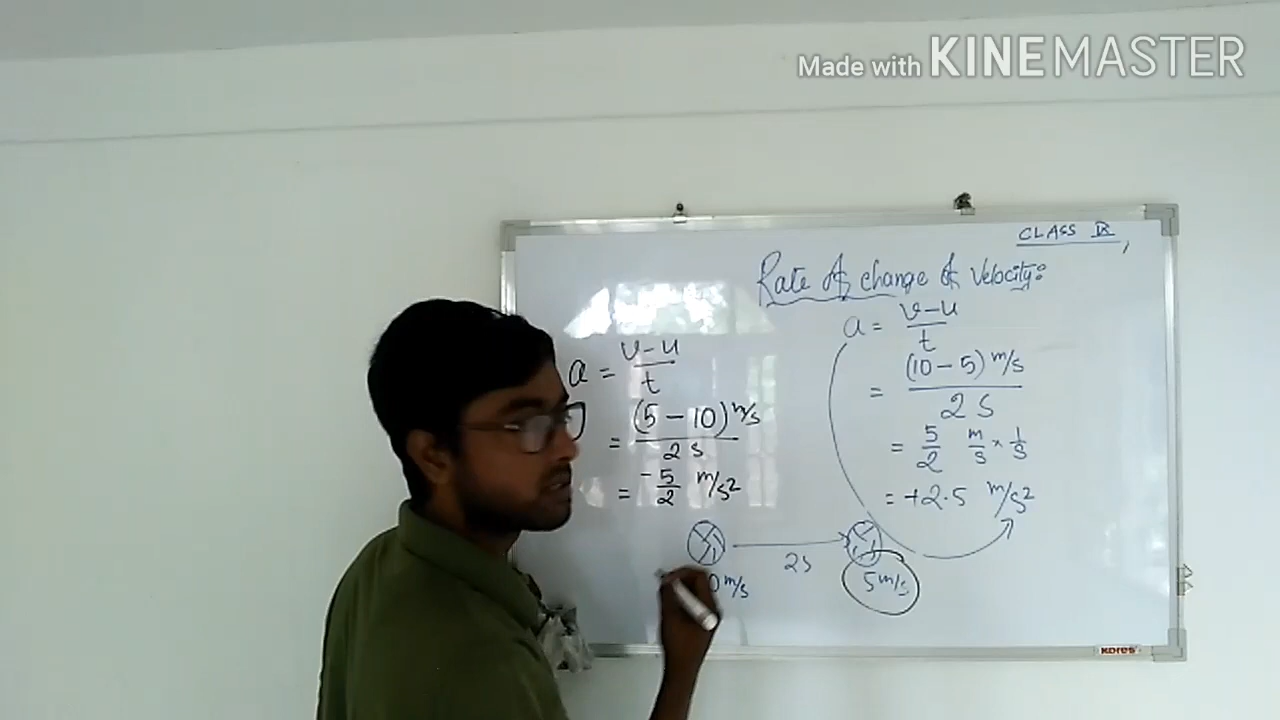 Made with KINEMASTER
CLASS IX
Rate of change of Velocity:
a = v-u / t
= (10-5) m/s / 2 s
= 5/2 m/s × 1/s
= +2.5 m/s²
a = v-u / t
= (5-10) m/s / 2 s
= -5/2 m/s²
2s
0 m/s
5 m/s
KORES